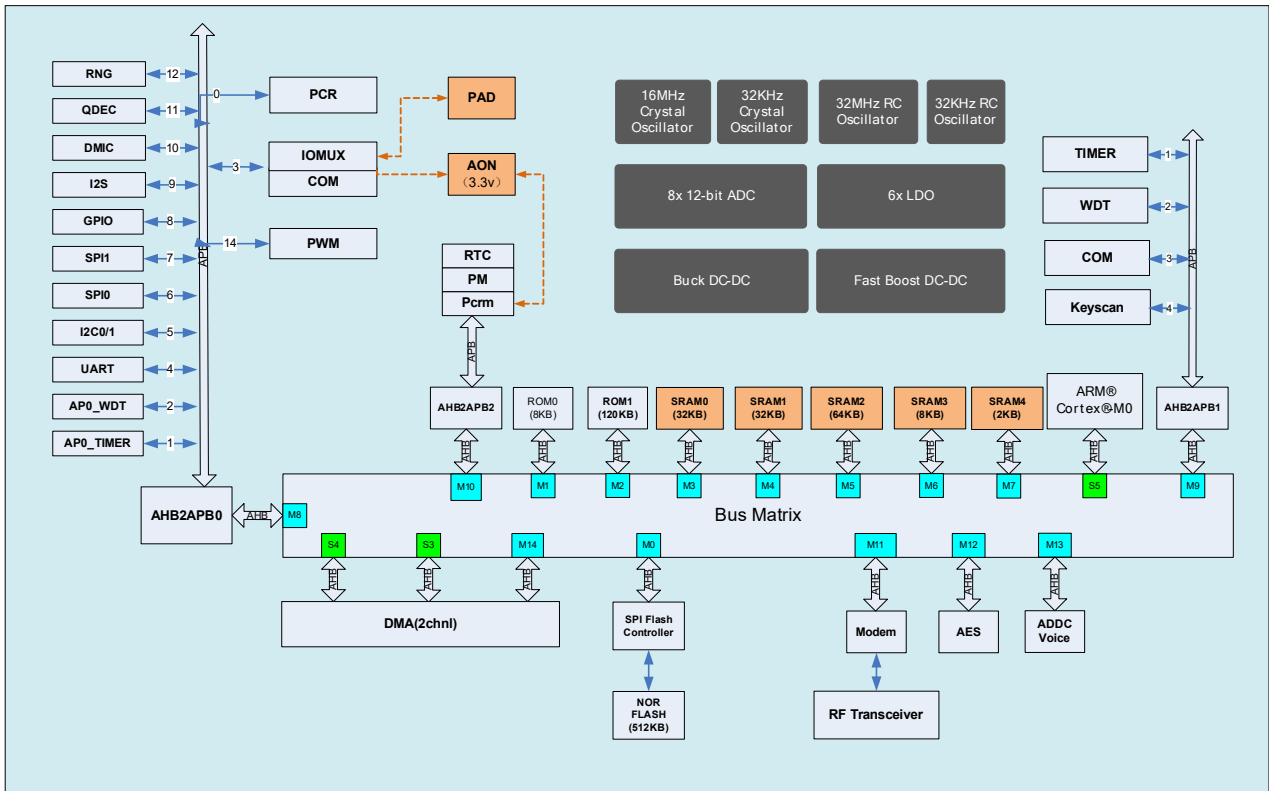 RNG
12
QDEC
11
DMIC
10
I2S
9
GPIO
8
SPI1
7
SPI0
6
I2C0/1
5
UART
4
AP0_WDT
2
AP0_TIMER
1
APB
0
PCR
3
IOMUX
COM
14
PWM
PAD
AON
(3.3v)
RTC
PM
Pcrm
APB
16MHz
Crystal
Oscillator
32KHz
Crystal
Oscillator
32MHz RC
Oscillator
32KHz RC
Oscillator
8x 12-bit ADC
6x LDO
Buck DC-DC
Fast Boost DC-DC
TIMER
1
WDT
2
COM
3
Keyscan
4
APB
AHB2APB2
ROM0
(8KB)
ROM1
(120KB)
SRAM0
(32KB)
SRAM1
(32KB)
SRAM2
(64KB)
SRAM3
(8KB)
SRAM4
(2KB)
ARM®
Cortex®-M0
AHB2APB1
AHB
AHB
AHB
AHB
AHB
AHB
AHB
AHB
AHB
AHB
M10
M1
M2
M3
M4
M5
M6
M7
S5
M9
AHB2APB0
AHB
M8
Bus Matrix
S4
S3
M14
M0
M11
M12
M13
AHB
AHB
AHB
AHB
AHB
AHB
AHB
DMA(2chnl)
SPI Flash
Controller
Modem
AES
ADDC
Voice
NOR
FLASH
(512KB)
RF Transceiver